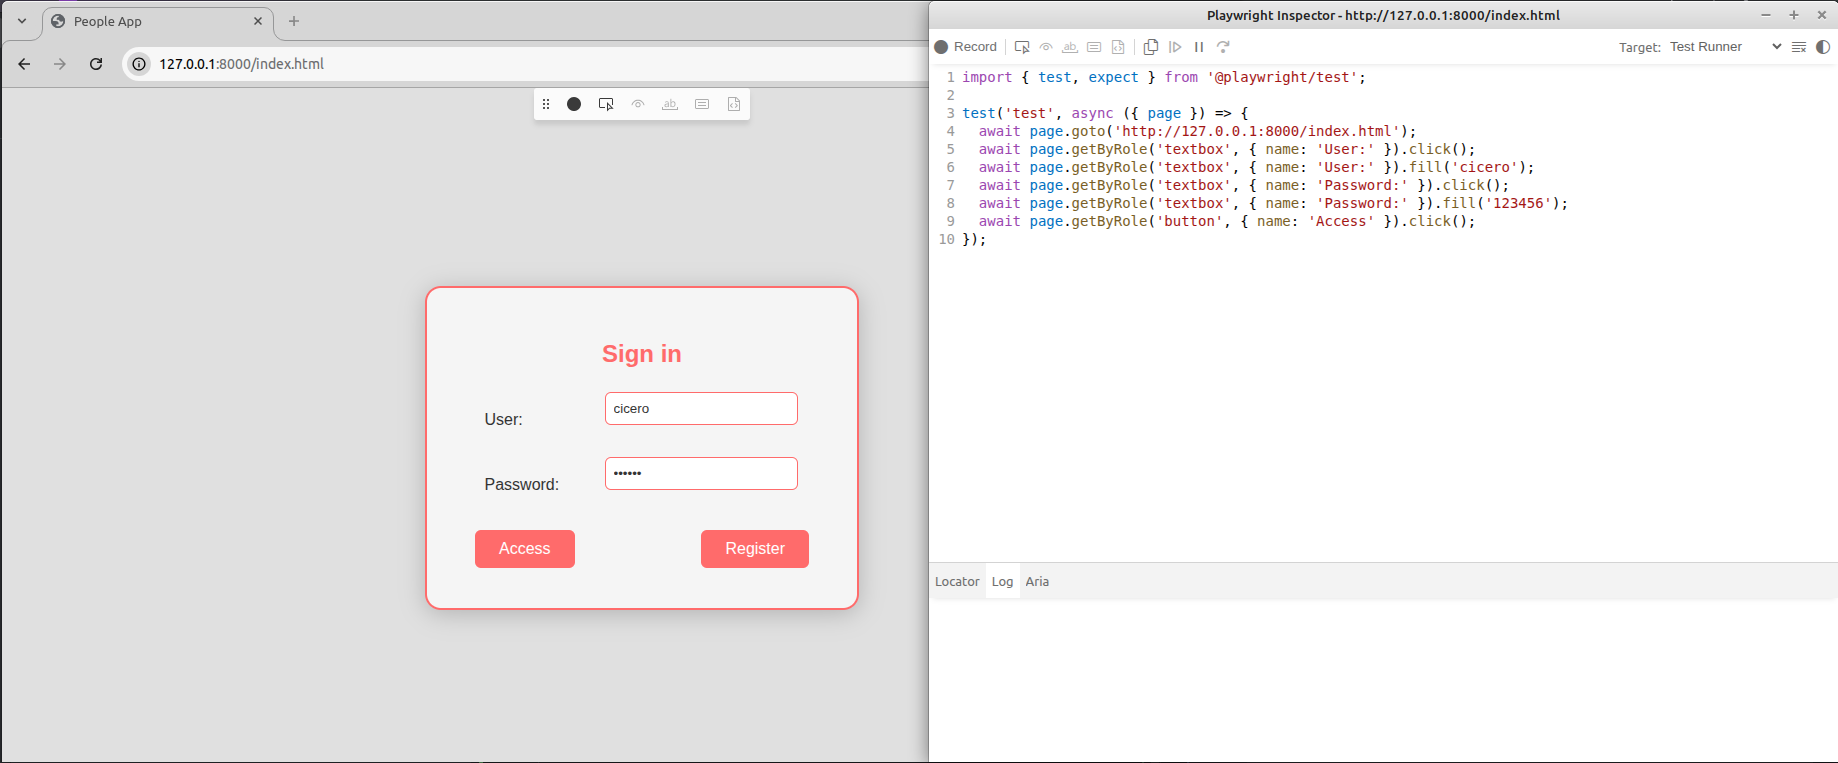 People App
127.0.0.1:8000/index.html
Sign in
User:
cicero
Password:
••••••
Access
Register
Playwright Inspector - http://127.0.0.1:8000/index.html
Record
ab
Target: Test Runner
1 import { test, expect } from '@playwright/test';
2
3 test('test', async ({ page }) => {
4   await page.goto('http://127.0.0.1:8000/index.html');
5   await page.getByRole('textbox', { name: 'User:' }).click();
6   await page.getByRole('textbox', { name: 'User:' }).fill('cicero');
7   await page.getByRole('textbox', { name: 'Password:' }).click();
8   await page.getByRole('textbox', { name: 'Password:' }).fill('123456');
9   await page.getByRole('button', { name: 'Access' }).click();
10 });
Locator Log Aria